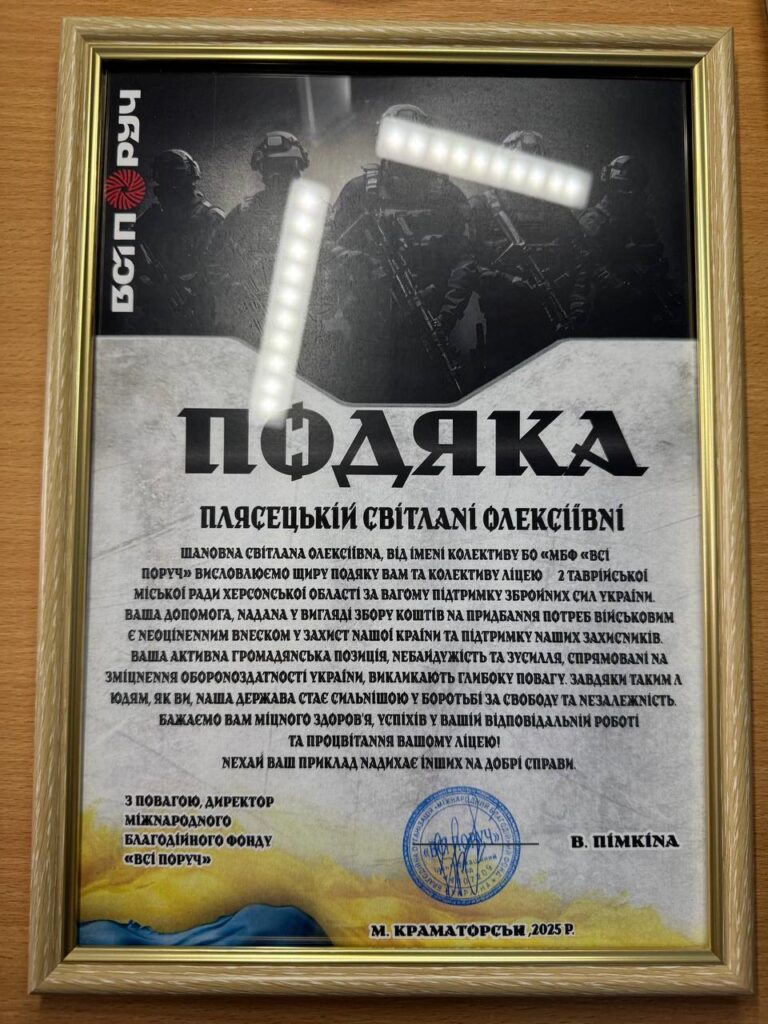 ВСІ ПОРУЧ
ПОДЯКА
ПЛЯСЕЦЬКІЙ СВІТЛАНІ ОЛЕКСІЇВНІ
ШАНОВНА СВІТЛАНА ОЛЕКСІЇВНА, ВІД ІМЕНІ КОЛЕКТИВУ БО «МБФ «ВСІ
ПОРУЧ» ВИСЛОВЛЮЄМО ЩИРУ ПОДЯКУ ВАМ ТА КОЛЕКТИВУ ЛІЦЕЮ 2 ТАВРІЙСЬКОЇ
МІСЬКОЇ РАДИ ХЕРСОНСЬКОЇ ОБЛАСТІ ЗА ВАГОМУ ПІДТРИМКУ ЗБРОЙНИХ СИЛ УКРАЇНИ.
ВАША ДОПОМОГА, НАДАНА У ВИГЛЯДІ ЗБОРУ КОШТІВ НА ПРИДБАННЯ ПОТРЕБ ВІЙСЬКОВИМ
Є НЕОЦІНЕННИМ ВНЕСКОМ У ЗАХИСТ НАШОЇ КРАЇНИ ТА ПІДТРИМКУ НАШИХ ЗАХИСНИКІВ.
ВАША АКТИВНА ГРОМАДЯНСЬКА ПОЗИЦІЯ, НЕБАЙДУЖІСТЬ ТА ЗУСИЛЛЯ, СПРЯМОВАНІ НА
ЗМІЦНЕННЯ ОБОРОНОЗДАТНОСТІ УКРАЇНИ, ВИКЛИКАЮТЬ ГЛИБОКУ ПОВАГУ. ЗАВДЯКИ ТАКИМ Л
ЮДЯМ, ЯК ВИ, НАША ДЕРЖАВА СТАЄ СИЛЬНІШОЮ У БОРОТЬБІ ЗА СВОБОДУ ТА НЕЗАЛЕЖНІСТЬ.
БАЖАЄМО ВАМ МІЦНОГО ЗДОРОВ'Я, УСПІХІВ У ВАШІЙ ВІДПОВІДАЛЬНІЙ РОБОТІ
ТА ПРОЦВІТАННЯ ВАШОМУ ЛІЦЕЮ!
НЕХАЙ ВАШ ПРИКЛАД НАДИХАЄ ІНШИХ НА ДОБРІ СПРАВИ.
З ПОВАГОЮ, ДИРЕКТОР
МІЖНАРОДНОГО
БЛАГОДІЙНОГО ФОНДУ
«ВСІ ПОРУЧ»
«ВСІ ПОРУЧ»
В. ПІМКІНА
М. КРАМАТОРСЬК ,2025 Р.